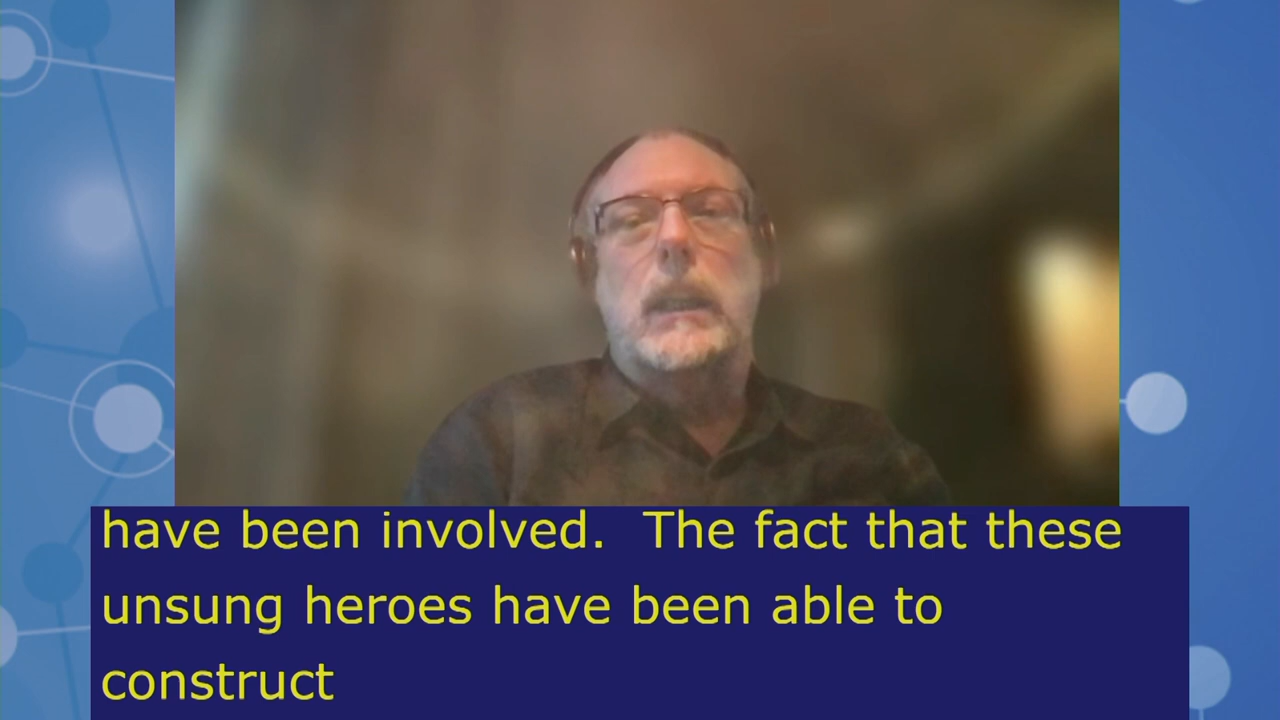 have been involved.  The fact that these
unsung heroes have been able to
construct